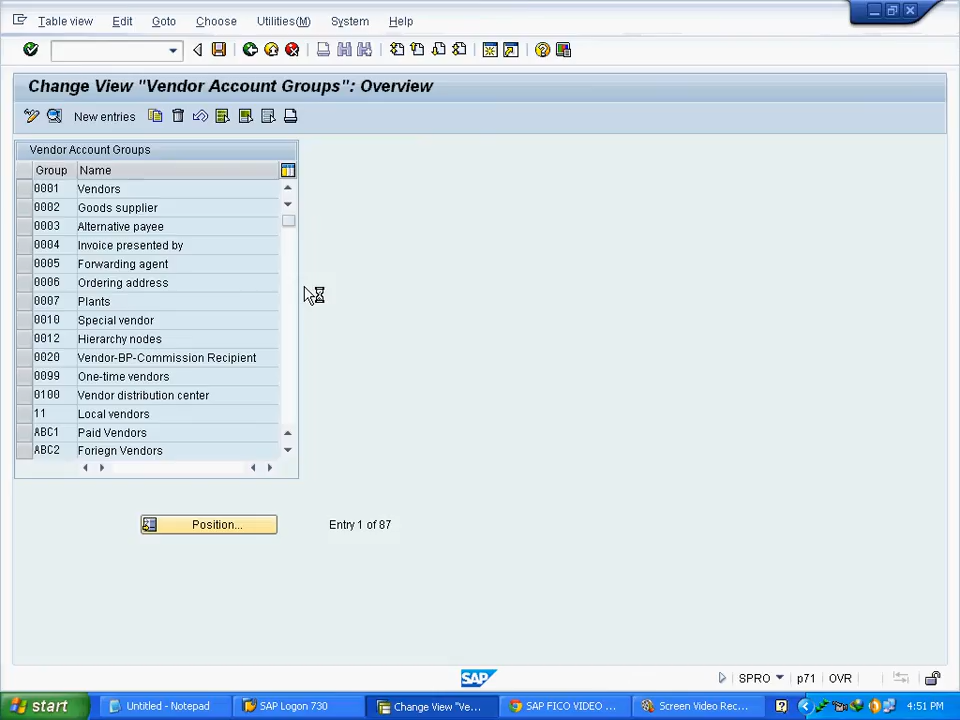 Table view Edit Goto Choose Utilities(M) System Help
Change View "Vendor Account Groups": Overview
New entries
Vendor Account Groups
Group Name
0001 Vendors
0002 Goods supplier
0003 Alternative payee
0004 Invoice presented by
0005 Forwarding agent
0006 Ordering address
0007 Plants
0010 Special vendor
0012 Hierarchy nodes
0020 Vendor-BP-Commission Recipient
0099 One-time vendors
0100 Vendor distribution center
11 Local vendors
ABC1 Paid Vendors
ABC2 Foriegn Vendors
Position... Entry 1 of 87
SAP SPRO p71 OVR
start Untitled - Notepad SAP Logon 730 Change View "Ve... SAP FICO VIDEO ... Screen Video Rec... 4:51 PM